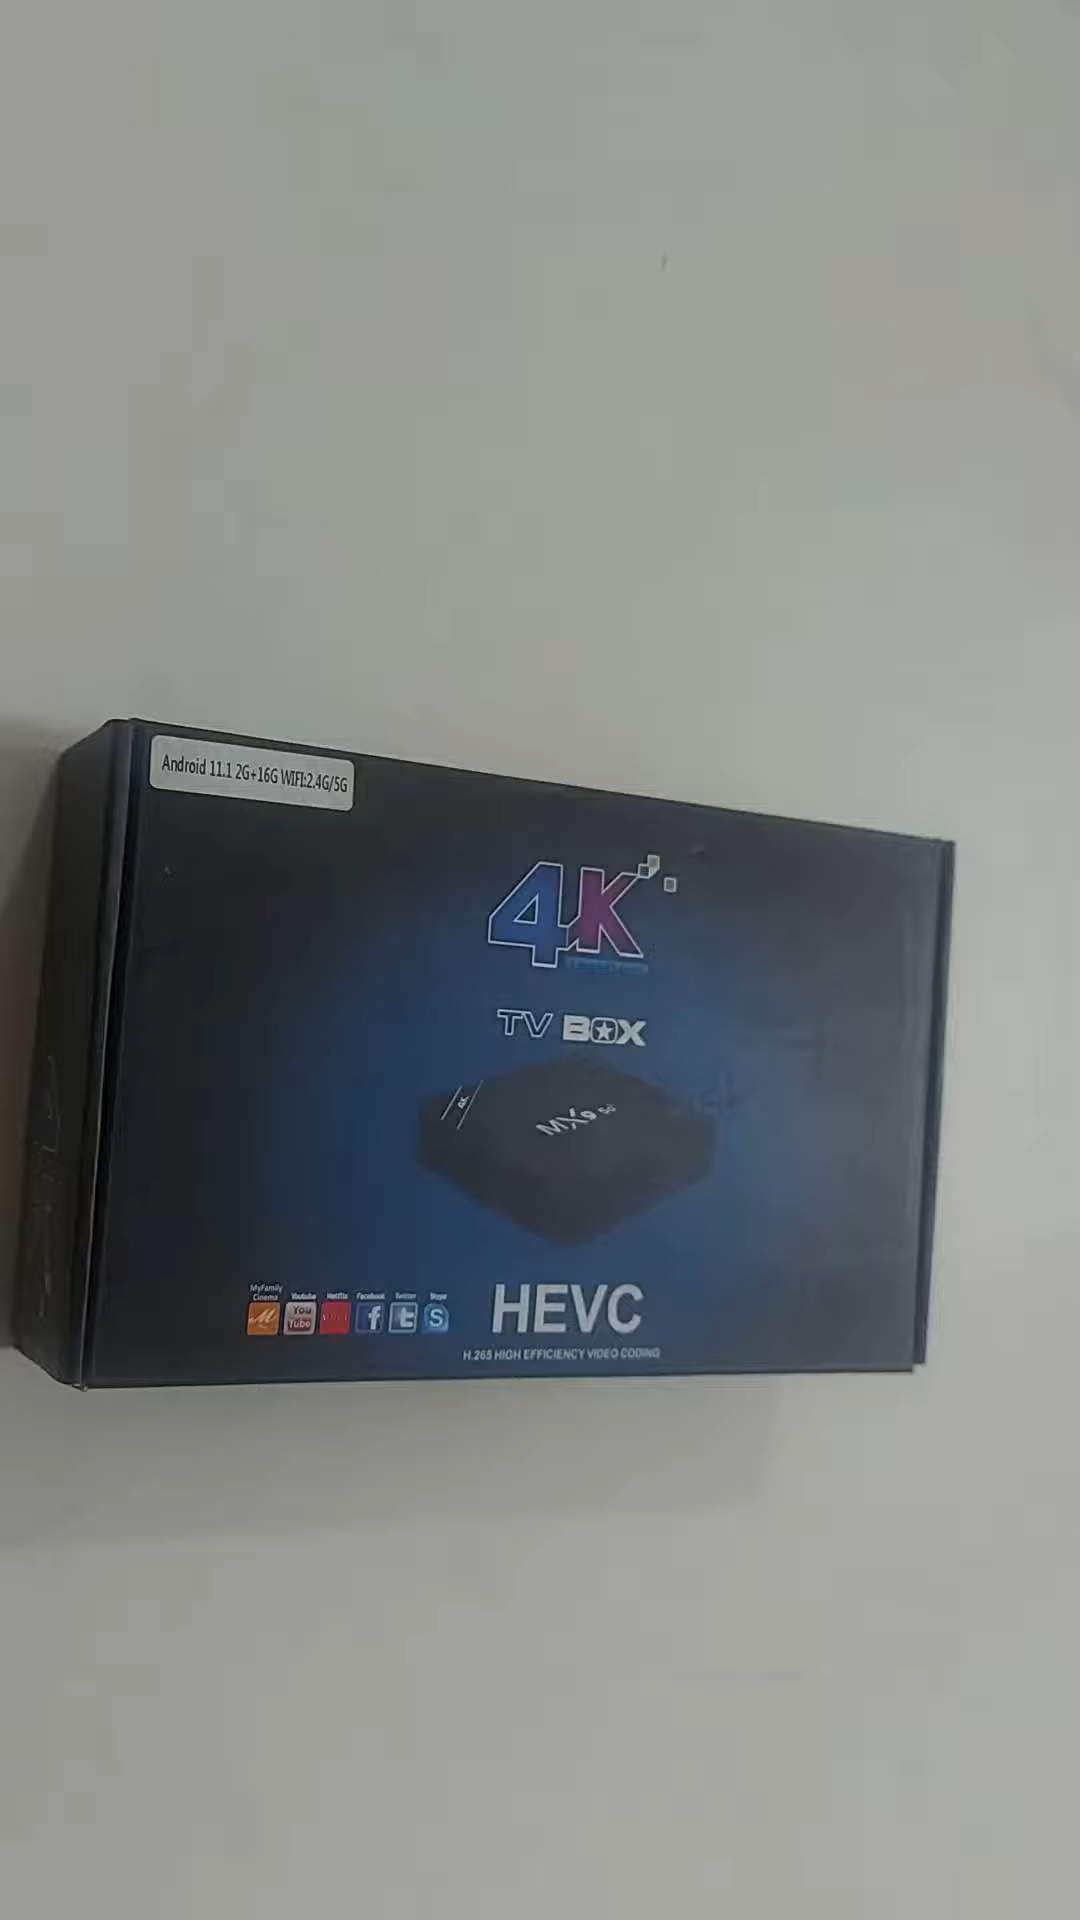 Android 11.1 2G+16G WIFI:2.4G/5G
4K
TV BOX
4K
MX9
MyFamily Cinema
Youtube
Netflix
Facebook
Twitter
Skype
You Tube
HEVC
H.265 HIGH EFFICIENCY VIDEO CODING